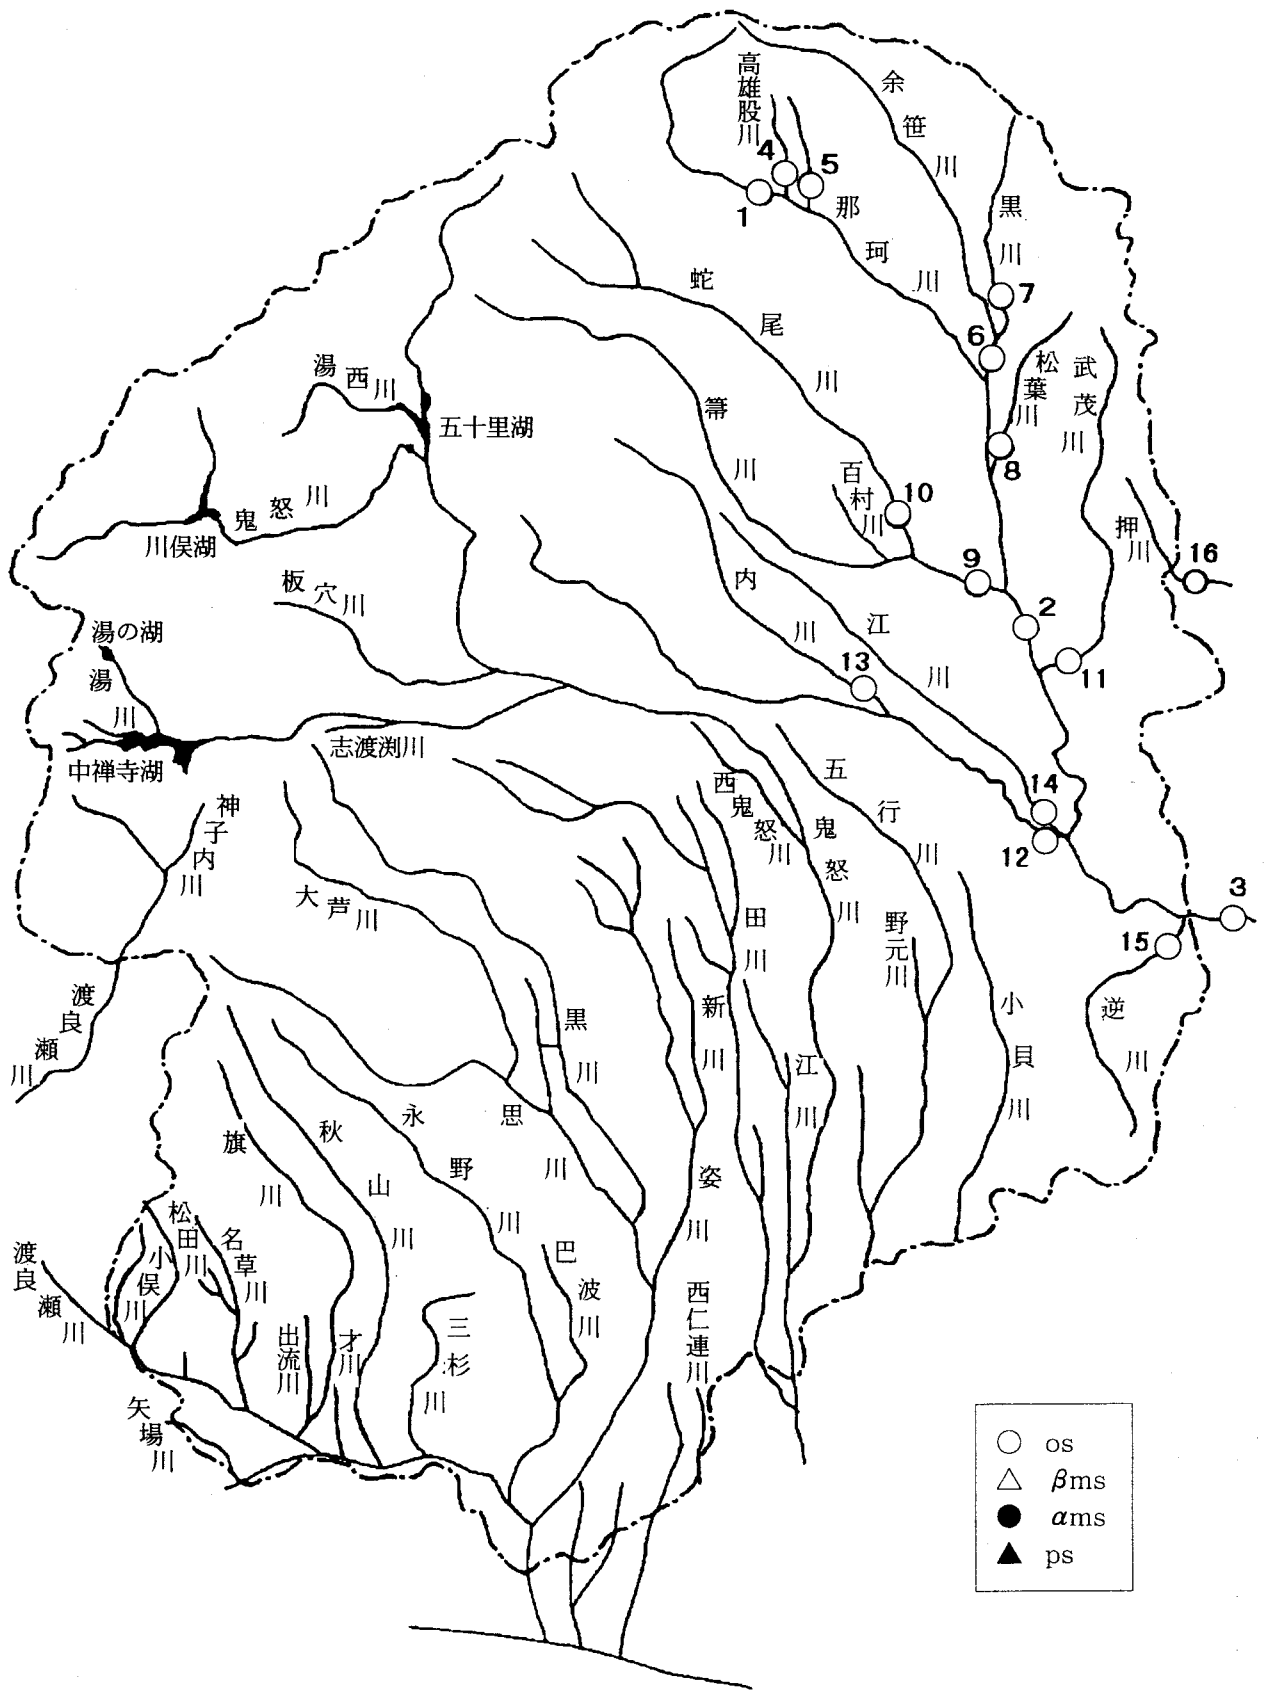 高雄股川
余笹川
黒川
那珂川
4
5
1
7
6
蛇尾川
松葉川
武茂川
湯西川
五十里湖
箒川
8
百村川
10
押川
16
鬼怒川
川俣湖
9
板穴川
内川
江川
2
11
13
湯の湖
湯川
中禅寺湖
志渡渕川
14
12
西鬼怒川
鬼怒川
五行川
神子内川
大芦川
田川
野元川
3
15
渡良瀬川
新川
黒川
小貝川
逆川
江川
旗川
秋山川
永野川
思川
姿川
松田川
名草川
小俣川
渡良瀬川
巴波川
西仁連川
出流川
才川
三杉川
矢場川
os
βms
αms
ps